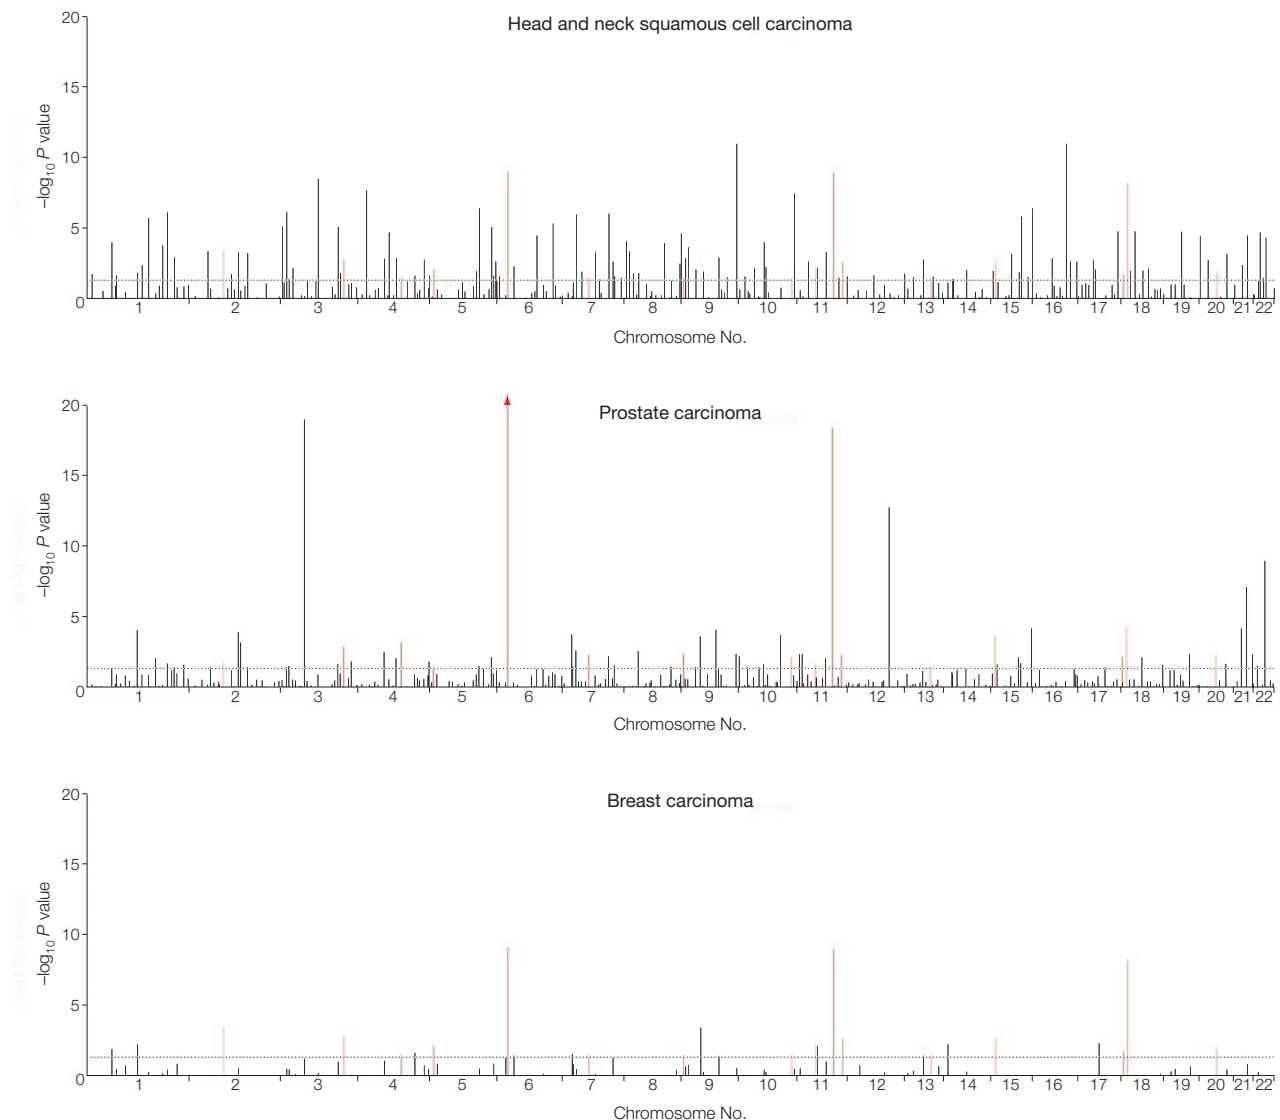 Head and neck squamous cell carcinoma
20
15
10
5
0
–log10 P value
1 2 3 4 5 6 7 8 9 10 11 12 13 14 15 16 17 18 19 20 21 22
Chromosome No.
Prostate carcinoma
20
15
10
5
0
–log10 P value
1 2 3 4 5 6 7 8 9 10 11 12 13 14 15 16 17 18 19 20 21 22
Chromosome No.
Breast carcinoma
20
15
10
5
0
–log10 P value
1 2 3 4 5 6 7 8 9 10 11 12 13 14 15 16 17 18 19 20 21 22
Chromosome No.